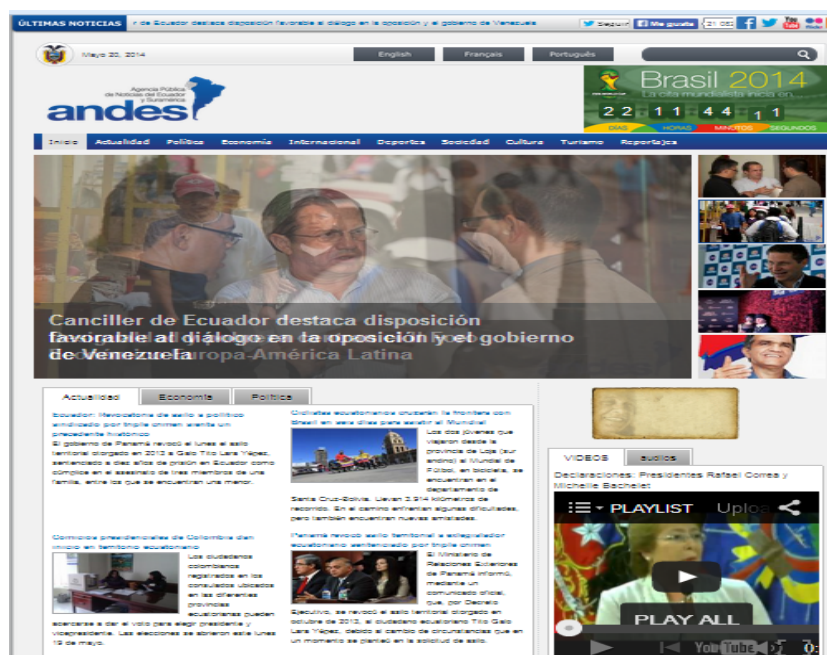 ÚLTIMAS NOTICIAS
r de Ecuador destaca disposición favorable al diálogo en la oposición y el gobierno de Venezuela
Seguir
Me gusta
Mayo 20, 2014
English
Français
Português
Agencia Pública
de Noticias del Ecuador
y Suramérica
andes
Brasil 2014
La cita mundialista inicia en
22 11 44 11
DÍAS HORAS MINUTOS SEGUNDOS
Inicio Actualidad Política Economía Internacional Deportes Sociedad Cultura Turismo Reportajes
Canciller de Ecuador destaca disposición
favorable al diálogo en la oposición y el gobierno
de Venezuela
Europa-América Latina
Actualidad Economía Política
Ecuador: Revocatoria de asilo a político
sindicado por triple crimen sienta un
precedente histórico
El gobierno de Panamá revocó el lunes el asilo
territorial otorgado en 2013 a Galo Tito Lara Yépez,
sentenciado a diez años de prisión en Ecuador como
cómplice en el asesinato de tres miembros de una
familia, entre los que se encuentran una menor.
Comicios presidenciales de Colombia dan
inicio en territorio ecuatoriano
Los ciudadanos
colombianos
registrados en los
consulados ubicados
en las diferentes
provincias
ecuatorianas pueden
acercarse a dar el voto para elegir presidente y
vicepresidente. Las elecciones se abrieron este lunes
19 de mayo.
Ciclistas ecuatorianos cruzarán la frontera con
Brasil en seis días para asistir al Mundial
Los dos jóvenes que
viajaron desde la
provincia de Loja (sur
andino) al Mundial de
Fútbol, en bicicleta, se
encuentran en el
departamento de
Santa Cruz-Bolivia. Llevan 3.914 kilómetros de
recorrido. En el camino enfrentan algunas dificultades,
pero también encuentran nuevas amistades.
Panamá revocó asilo territorial a exlegislador
ecuatoriano sentenciado por triple crimen
El Ministerio de
Relaciones Exteriores
de Panamá informó,
mediante un
comunicado oficial,
que, por Decreto
Ejecutivo, se revocó el asilo territorial otorgado en
octubre de 2013, al ciudadano ecuatoriano Tito Galo
Lara Yépez, debido al cambio de circunstancias que en
un momento se planteó en la solicitud de asilo.
VIDEOS audios
Declaraciones: Presidentes Rafael Correa y
Michelle Bachelet
PLAYLIST Uploa
PLAY ALL
YouTube